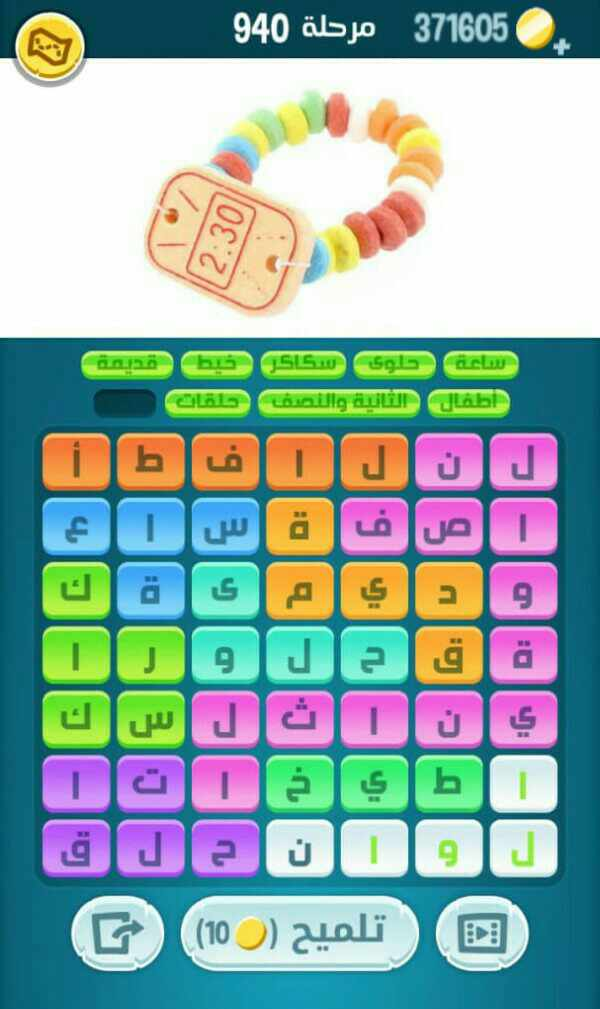 371605 مرحلة 940
2.30
ساعة حلوى سكاكر خيط قديمة
أطفال الثانية والنصف حلقات
ل ن ل ا ف ط أ
ا ص ف ة س ا ع
و د ي م ى ة ك
ة ق ح ل و ر ا
ي ن ا ث ل س ك
ا ط ي خ ا ت ا
ل و ا ن ح ل ق
تلميح (10)